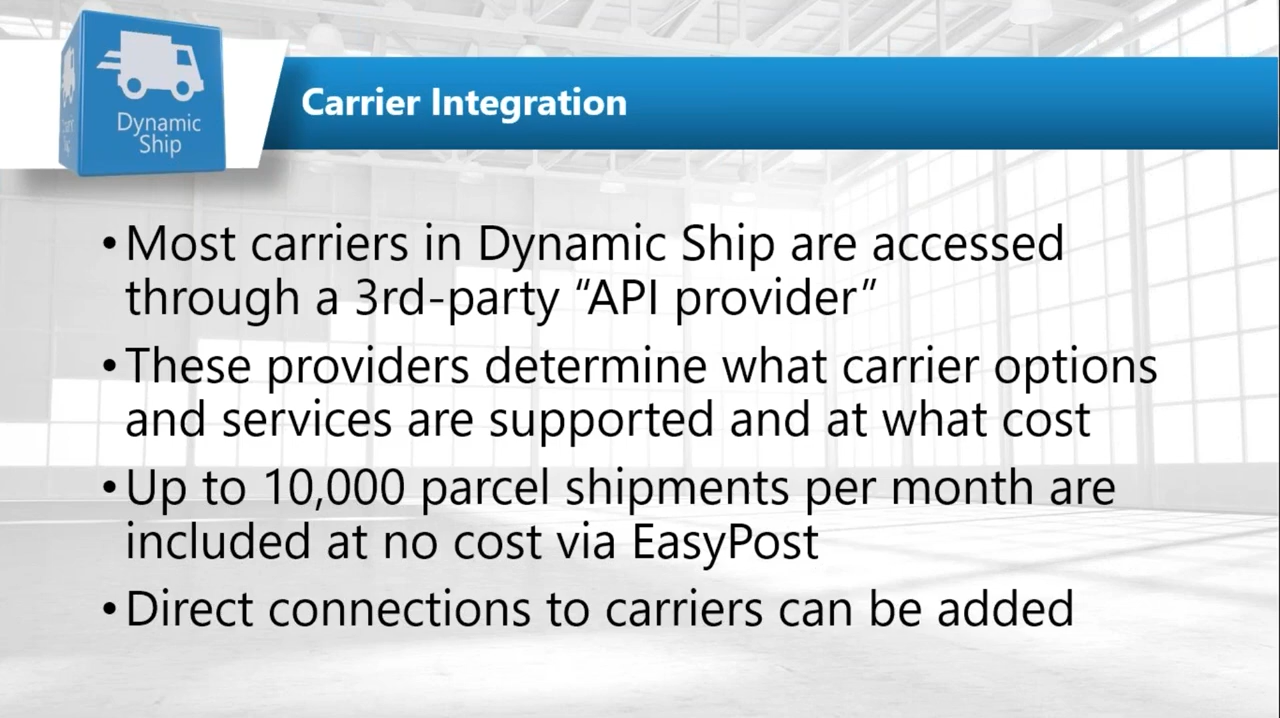 Dynamic
Ship
Carrier Integration
•Most carriers in Dynamic Ship are accessed
through a 3rd-party “API provider”
•These providers determine what carrier options
and services are supported and at what cost
•Up to 10,000 parcel shipments per month are
included at no cost via EasyPost
•Direct connections to carriers can be added